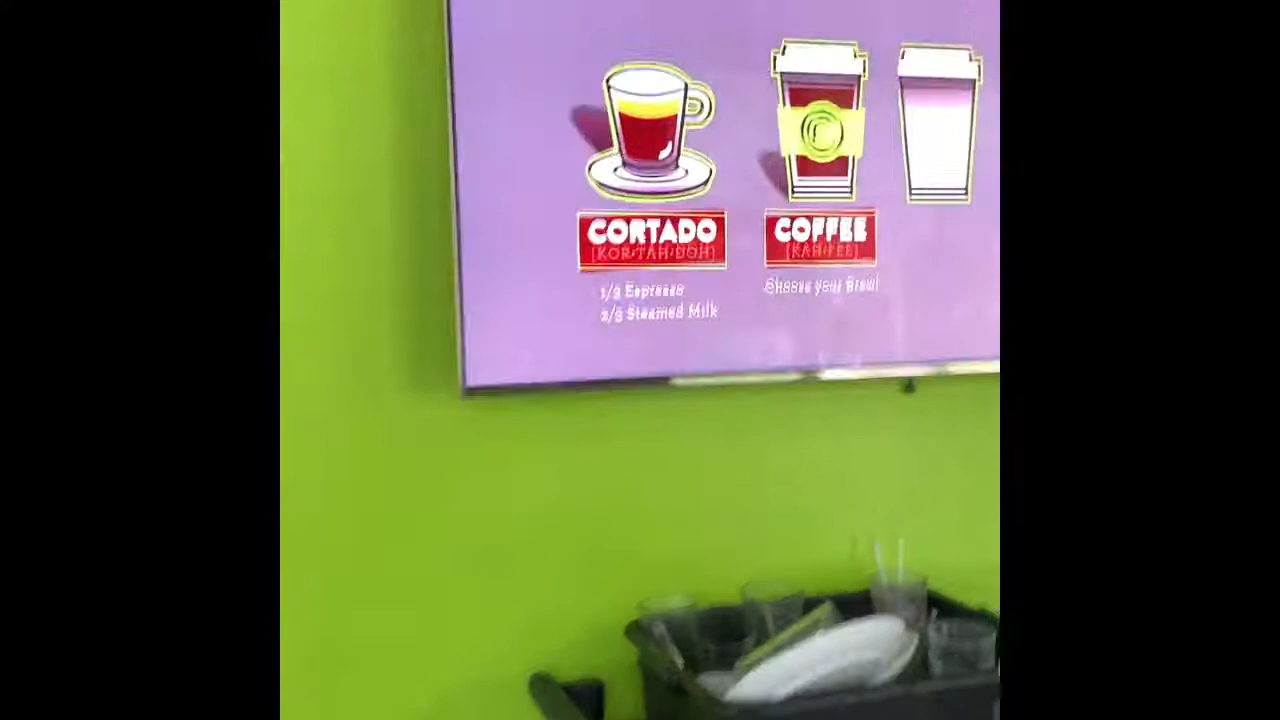 CORTADO
[KOR·TAH·DOH]
1/3 Espresso
2/3 Steamed Milk
COFFEE
[KAH·FEE]
Choose your Brew!